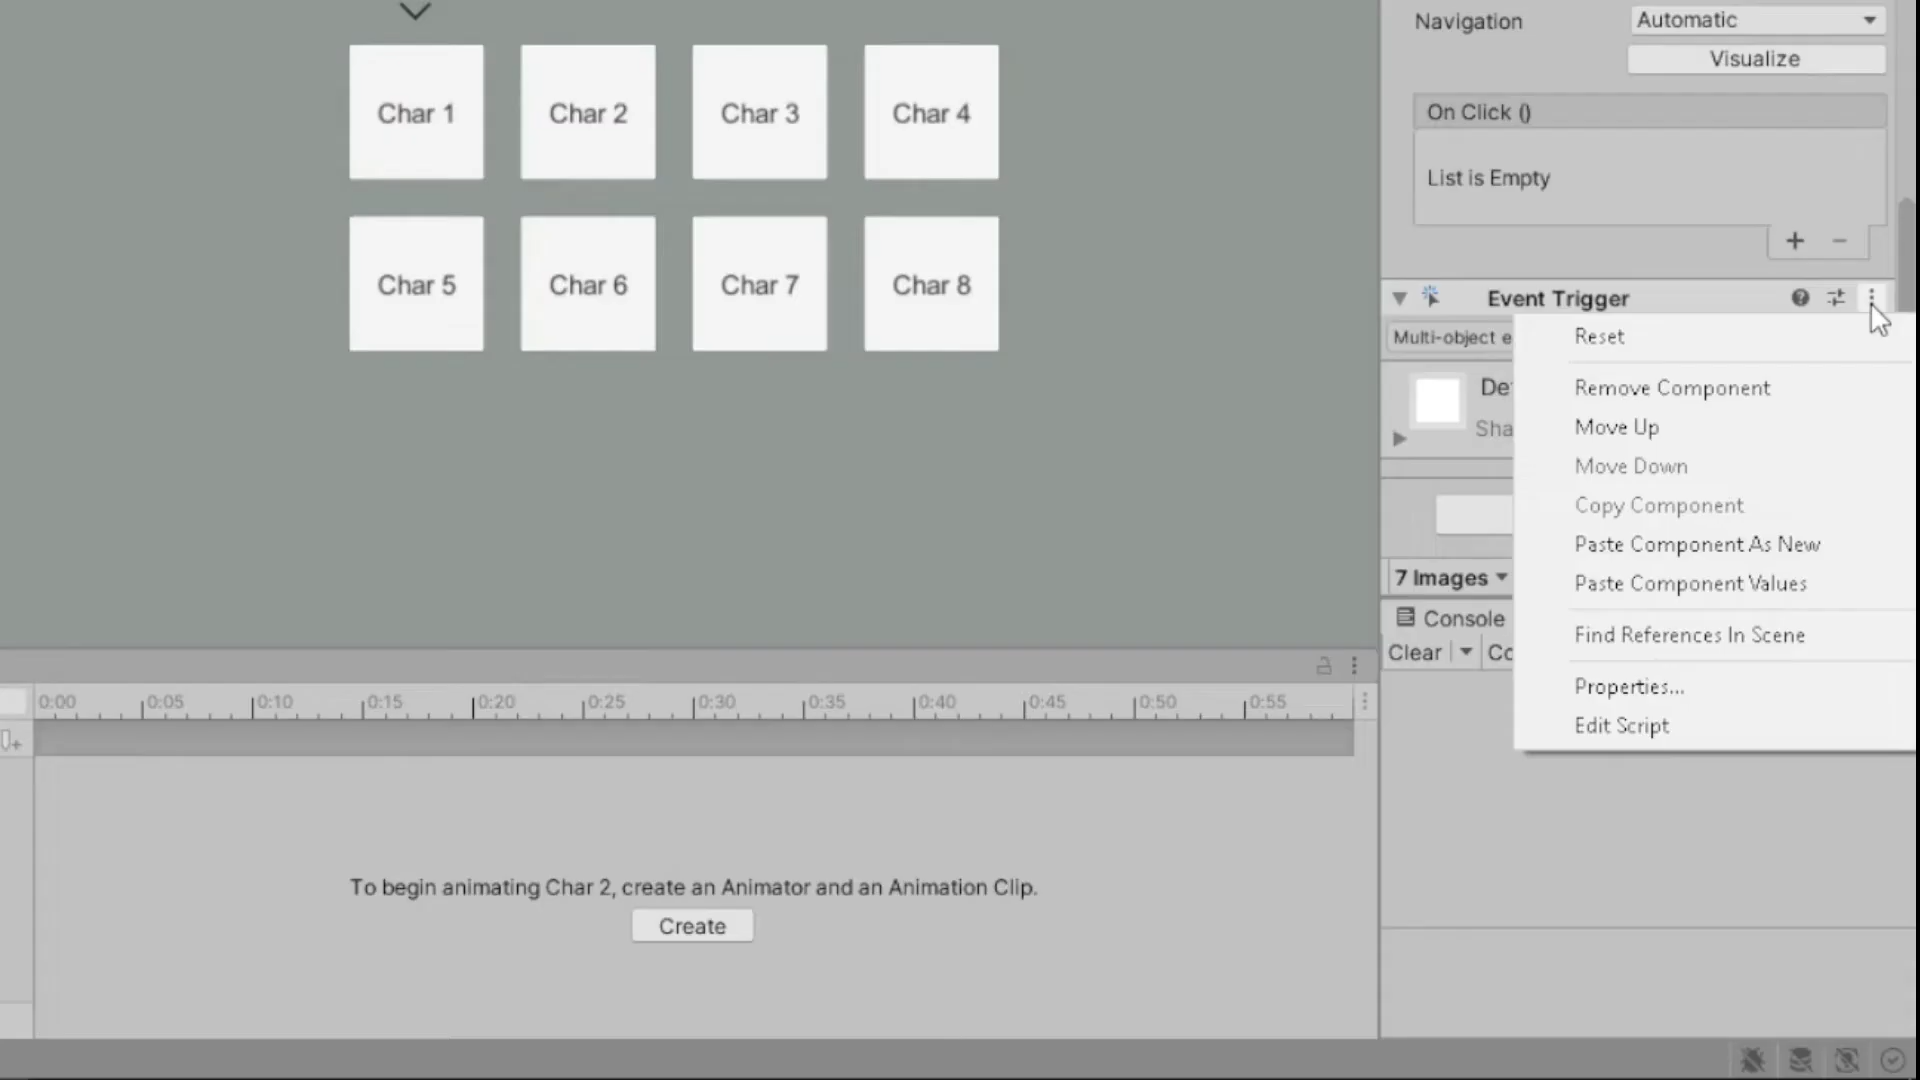 Navigation Automatic
Visualize
Char 1 Char 2 Char 3 Char 4
On Click ()
List is Empty
Char 5 Char 6 Char 7 Char 8
Event Trigger
Multi-object e
Reset
De
Remove Component
Sha
Move Up
Move Down
Copy Component
Paste Component As New
7 Images
Paste Component Values
Console
Find References In Scene
Clear Co
Properties...
Edit Script
0:00 0:05 0:10 0:15 0:20 0:25 0:30 0:35 0:40 0:45 0:50 0:55
To begin animating Char 2, create an Animator and an Animation Clip.
Create